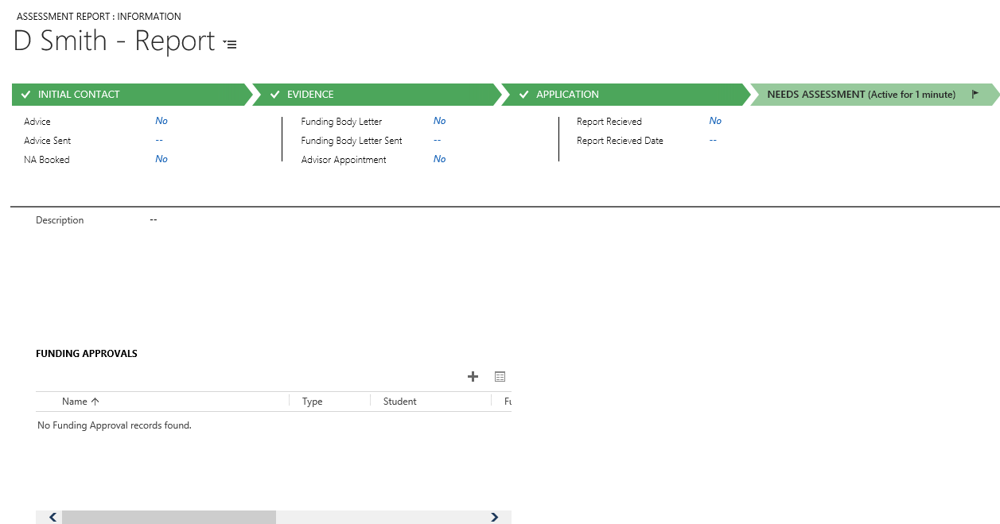 ASSESSMENT REPORT : INFORMATION
D Smith - Report
INITIAL CONTACT
EVIDENCE
APPLICATION
NEEDS ASSESSMENT (Active for 1 minute)
Advice No
Advice Sent --
NA Booked No
Funding Body Letter No
Funding Body Letter Sent --
Advisor Appointment No
Report Recieved No
Report Recieved Date --
Description --
FUNDING APPROVALS
Name Type Student
No Funding Approval records found.